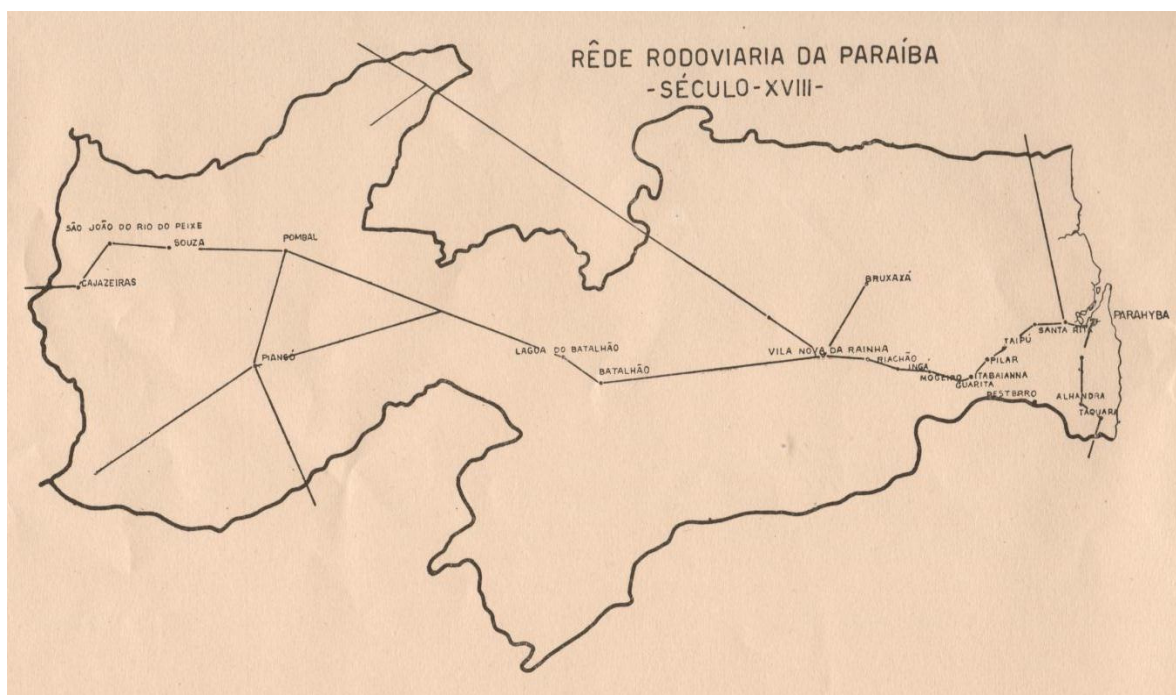 RÊDE RODOVIARIA DA PARAÍBA
-SÉCULO-XVIII-
SÃO JOÃO DO RIO DO PEIXE
SOUZA
POMBAL
CAJAZEIRAS
BRUXAXÁ
PARAHYBA
SANTA RITA
TAIPÚ
LAGOA DO BATALHÃO
VILA NOVA DA RAINHA
RIACHÃO
PILAR
PIANCÓ
INGÁ
BATALHÃO
MOGEIRO
ITABAIANNA
GUARITA
ALHANDRA
TAQUARA